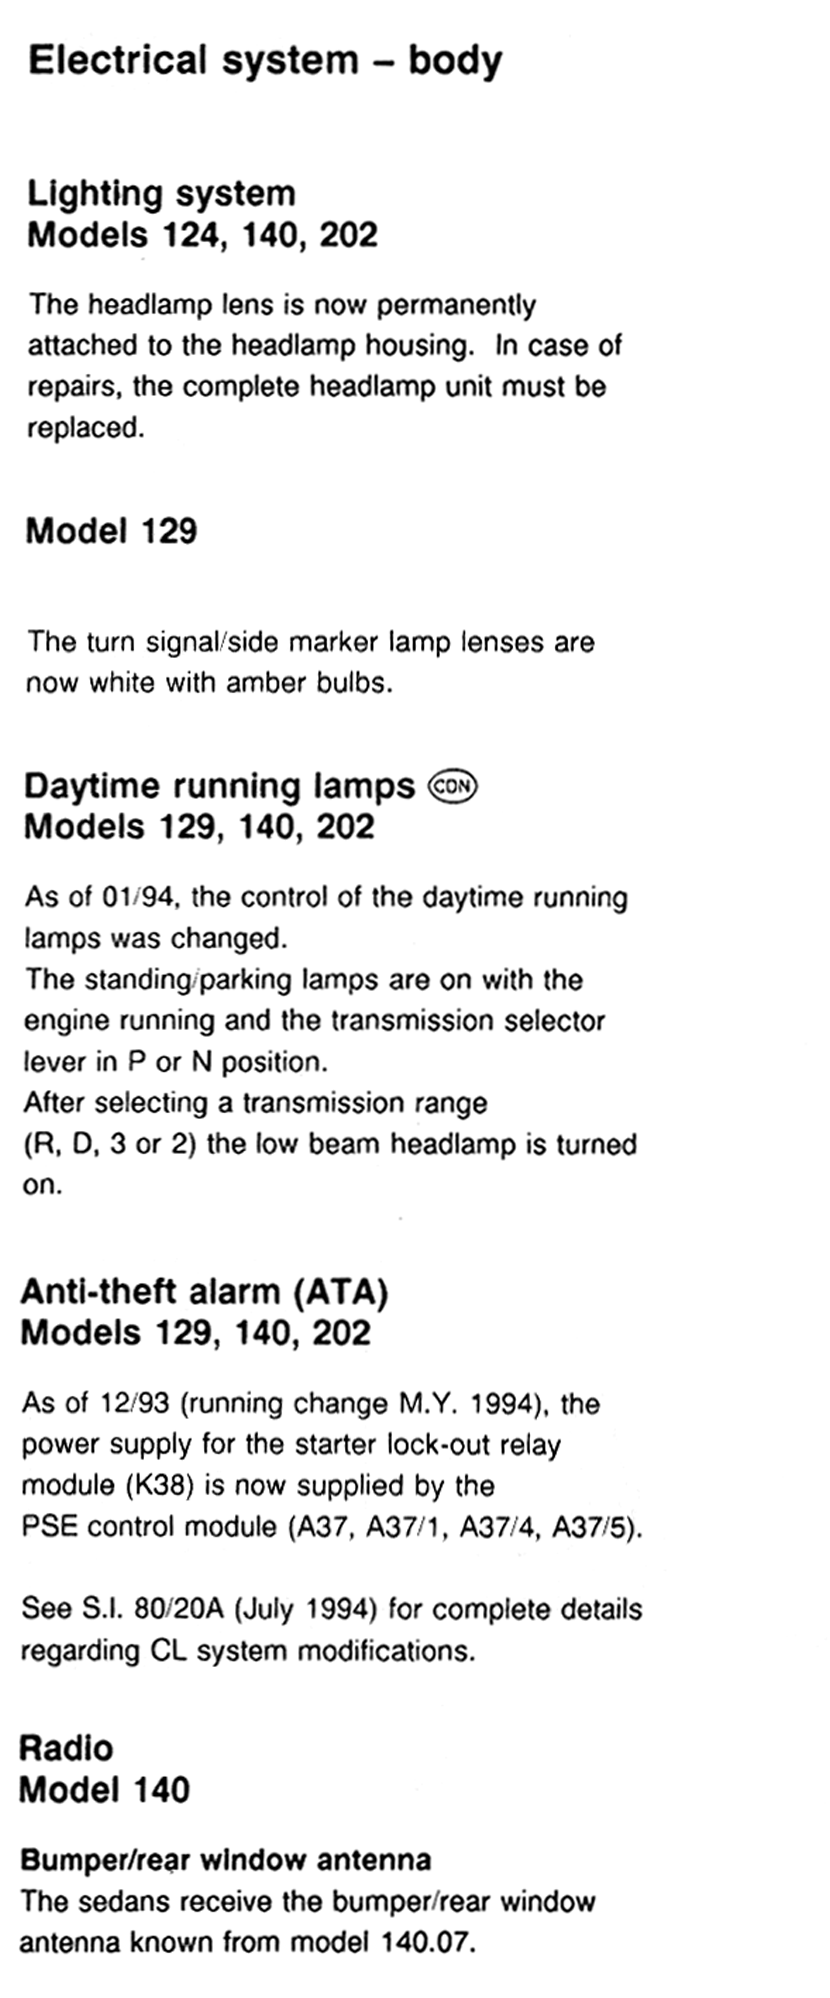 Electrical system – body
Lighting system
Models 124, 140, 202
The headlamp lens is now permanently
attached to the headlamp housing.  In case of
repairs, the complete headlamp unit must be
replaced.
Model 129
The turn signal/side marker lamp lenses are
now white with amber bulbs.
Daytime running lamps CDN
Models 129, 140, 202
As of 01/94, the control of the daytime running
lamps was changed.
The standing/parking lamps are on with the
engine running and the transmission selector
lever in P or N position.
After selecting a transmission range
(R, D, 3 or 2) the low beam headlamp is turned
on.
Anti-theft alarm (ATA)
Models 129, 140, 202
As of 12/93 (running change M.Y. 1994), the
power supply for the starter lock-out relay
module (K38) is now supplied by the
PSE control module (A37, A37/1, A37/4, A37/5).
See S.I. 80/20A (July 1994) for complete details
regarding CL system modifications.
Radio
Model 140
Bumper/rear window antenna
The sedans receive the bumper/rear window
antenna known from model 140.07.